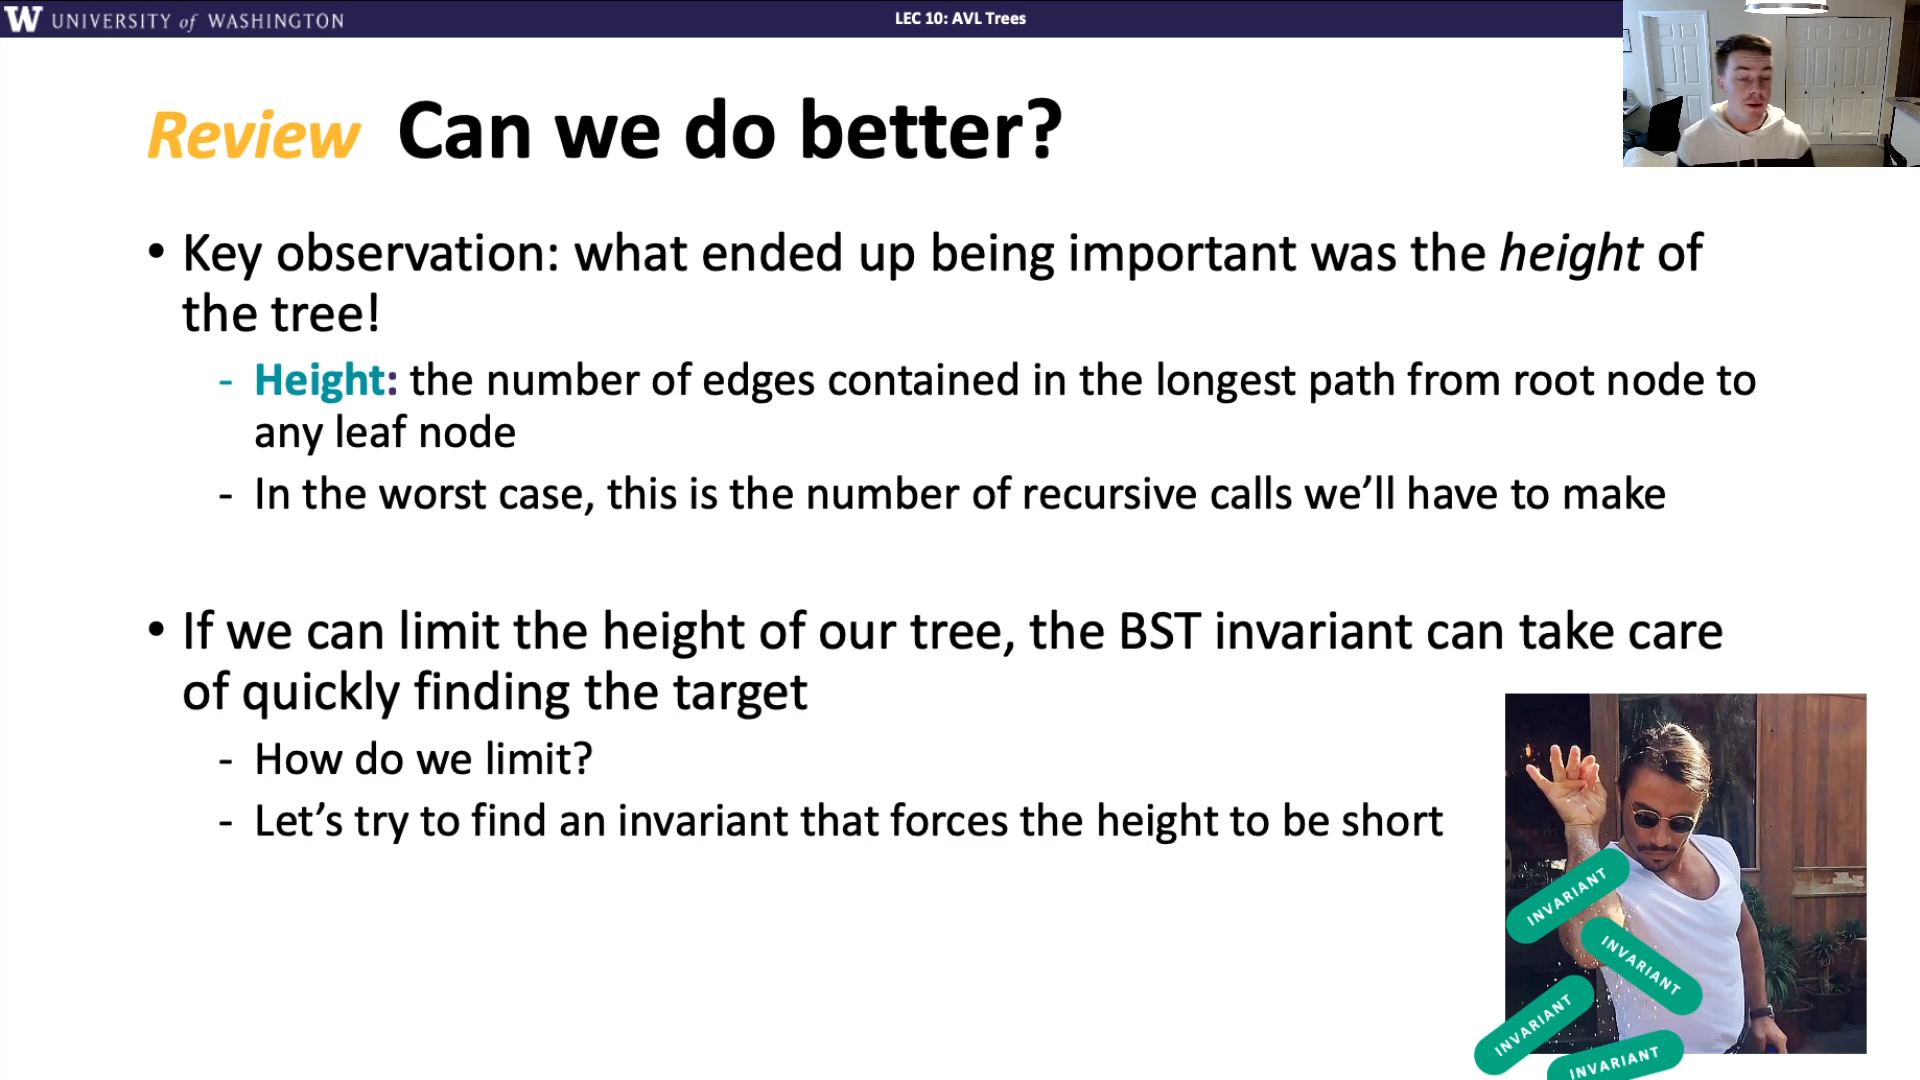 W UNIVERSITY of WASHINGTON
LEC 10: AVL Trees
Review Can we do better?
• Key observation: what ended up being important was the height of
the tree!
- Height: the number of edges contained in the longest path from root node to
any leaf node
- In the worst case, this is the number of recursive calls we’ll have to make
• If we can limit the height of our tree, the BST invariant can take care
of quickly finding the target
- How do we limit?
- Let’s try to find an invariant that forces the height to be short
INVARIANT
INVARIANT
INVARIANT
INVARIANT